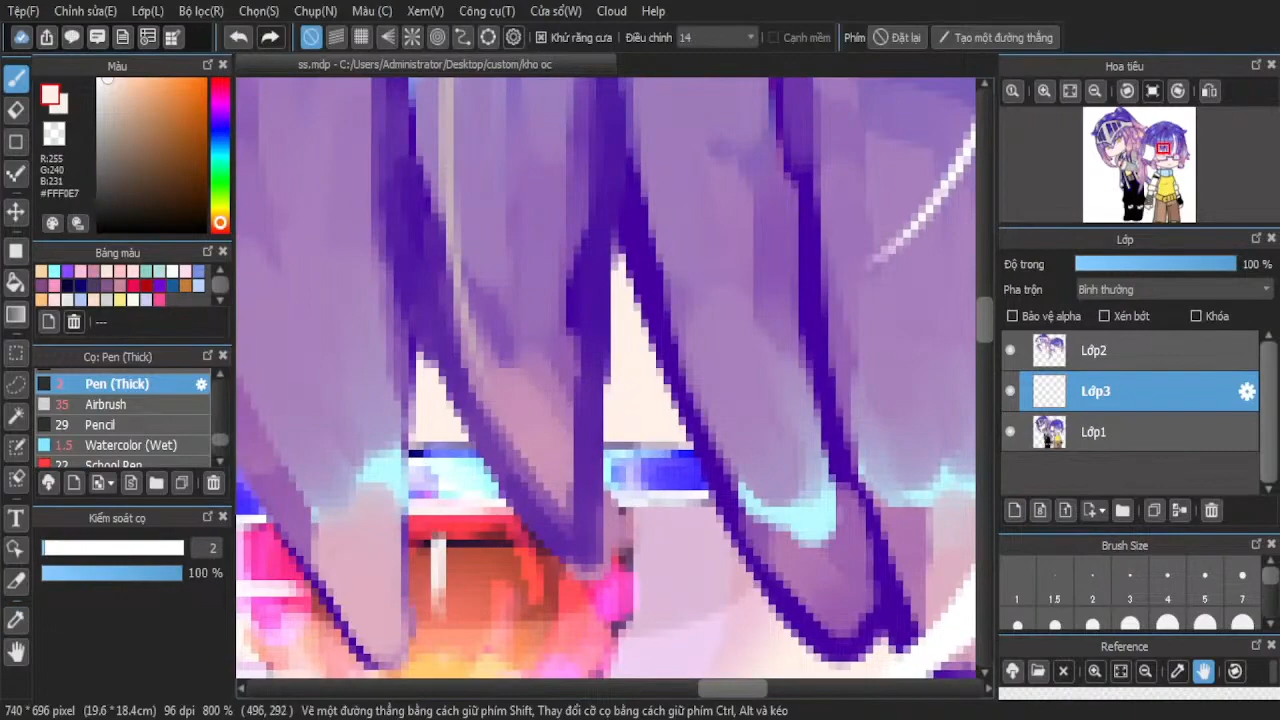 Tệp(F) Chỉnh sửa(E) Lớp(L) Bộ lọc(R) Chọn(S) Chụp(N) Màu (C) Xem(V) Công cụ(T) Cửa sổ(W) Cloud Help
Khử răng cưa Điều chỉnh 14 Cạnh mềm Phím Đặt lại Tạo một đường thẳng
Màu
ss.mdp - C:/Users/Administrator/Desktop/custom/kho oc
Hoa tiêu
R:255
G:240
B:231
#FFF0E7
Bảng màu
---
Cọ: Pen (Thick)
2 Pen (Thick)
35 Airbrush
29 Pencil
1.5 Watercolor (Wet)
22 School Pen
Kiểm soát cọ
2
100 %
Lớp
Độ trong 100 %
Pha trộn Bình thường
Bảo vệ alpha Xén bớt Khóa
Lớp2
Lớp3
Lớp1
Brush Size
1 1.5 2 3 4 5 7
Reference
740 * 696 pixel (19.6 * 18.4cm) 96 dpi 800 % ( 496, 292 ) Vẽ một đường thẳng bằng cách giữ phím Shift, Thay đổi cỡ cọ bằng cách giữ phím Ctrl, Alt và kéo